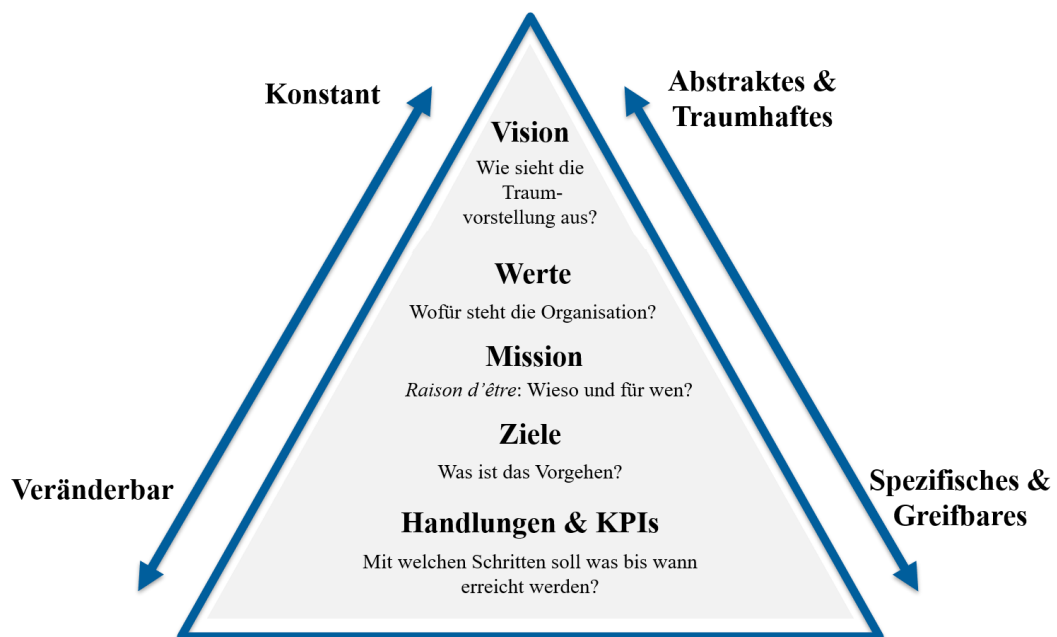 Konstant
Abstraktes &
Traumhaftes
Vision
Wie sieht die
Traum-
vorstellung aus?
Werte
Wofür steht die Organisation?
Mission
Raison d’être: Wieso und für wen?
Ziele
Was ist das Vorgehen?
Veränderbar
Spezifisches &
Greifbares
Handlungen & KPIs
Mit welchen Schritten soll was bis wann
erreicht werden?